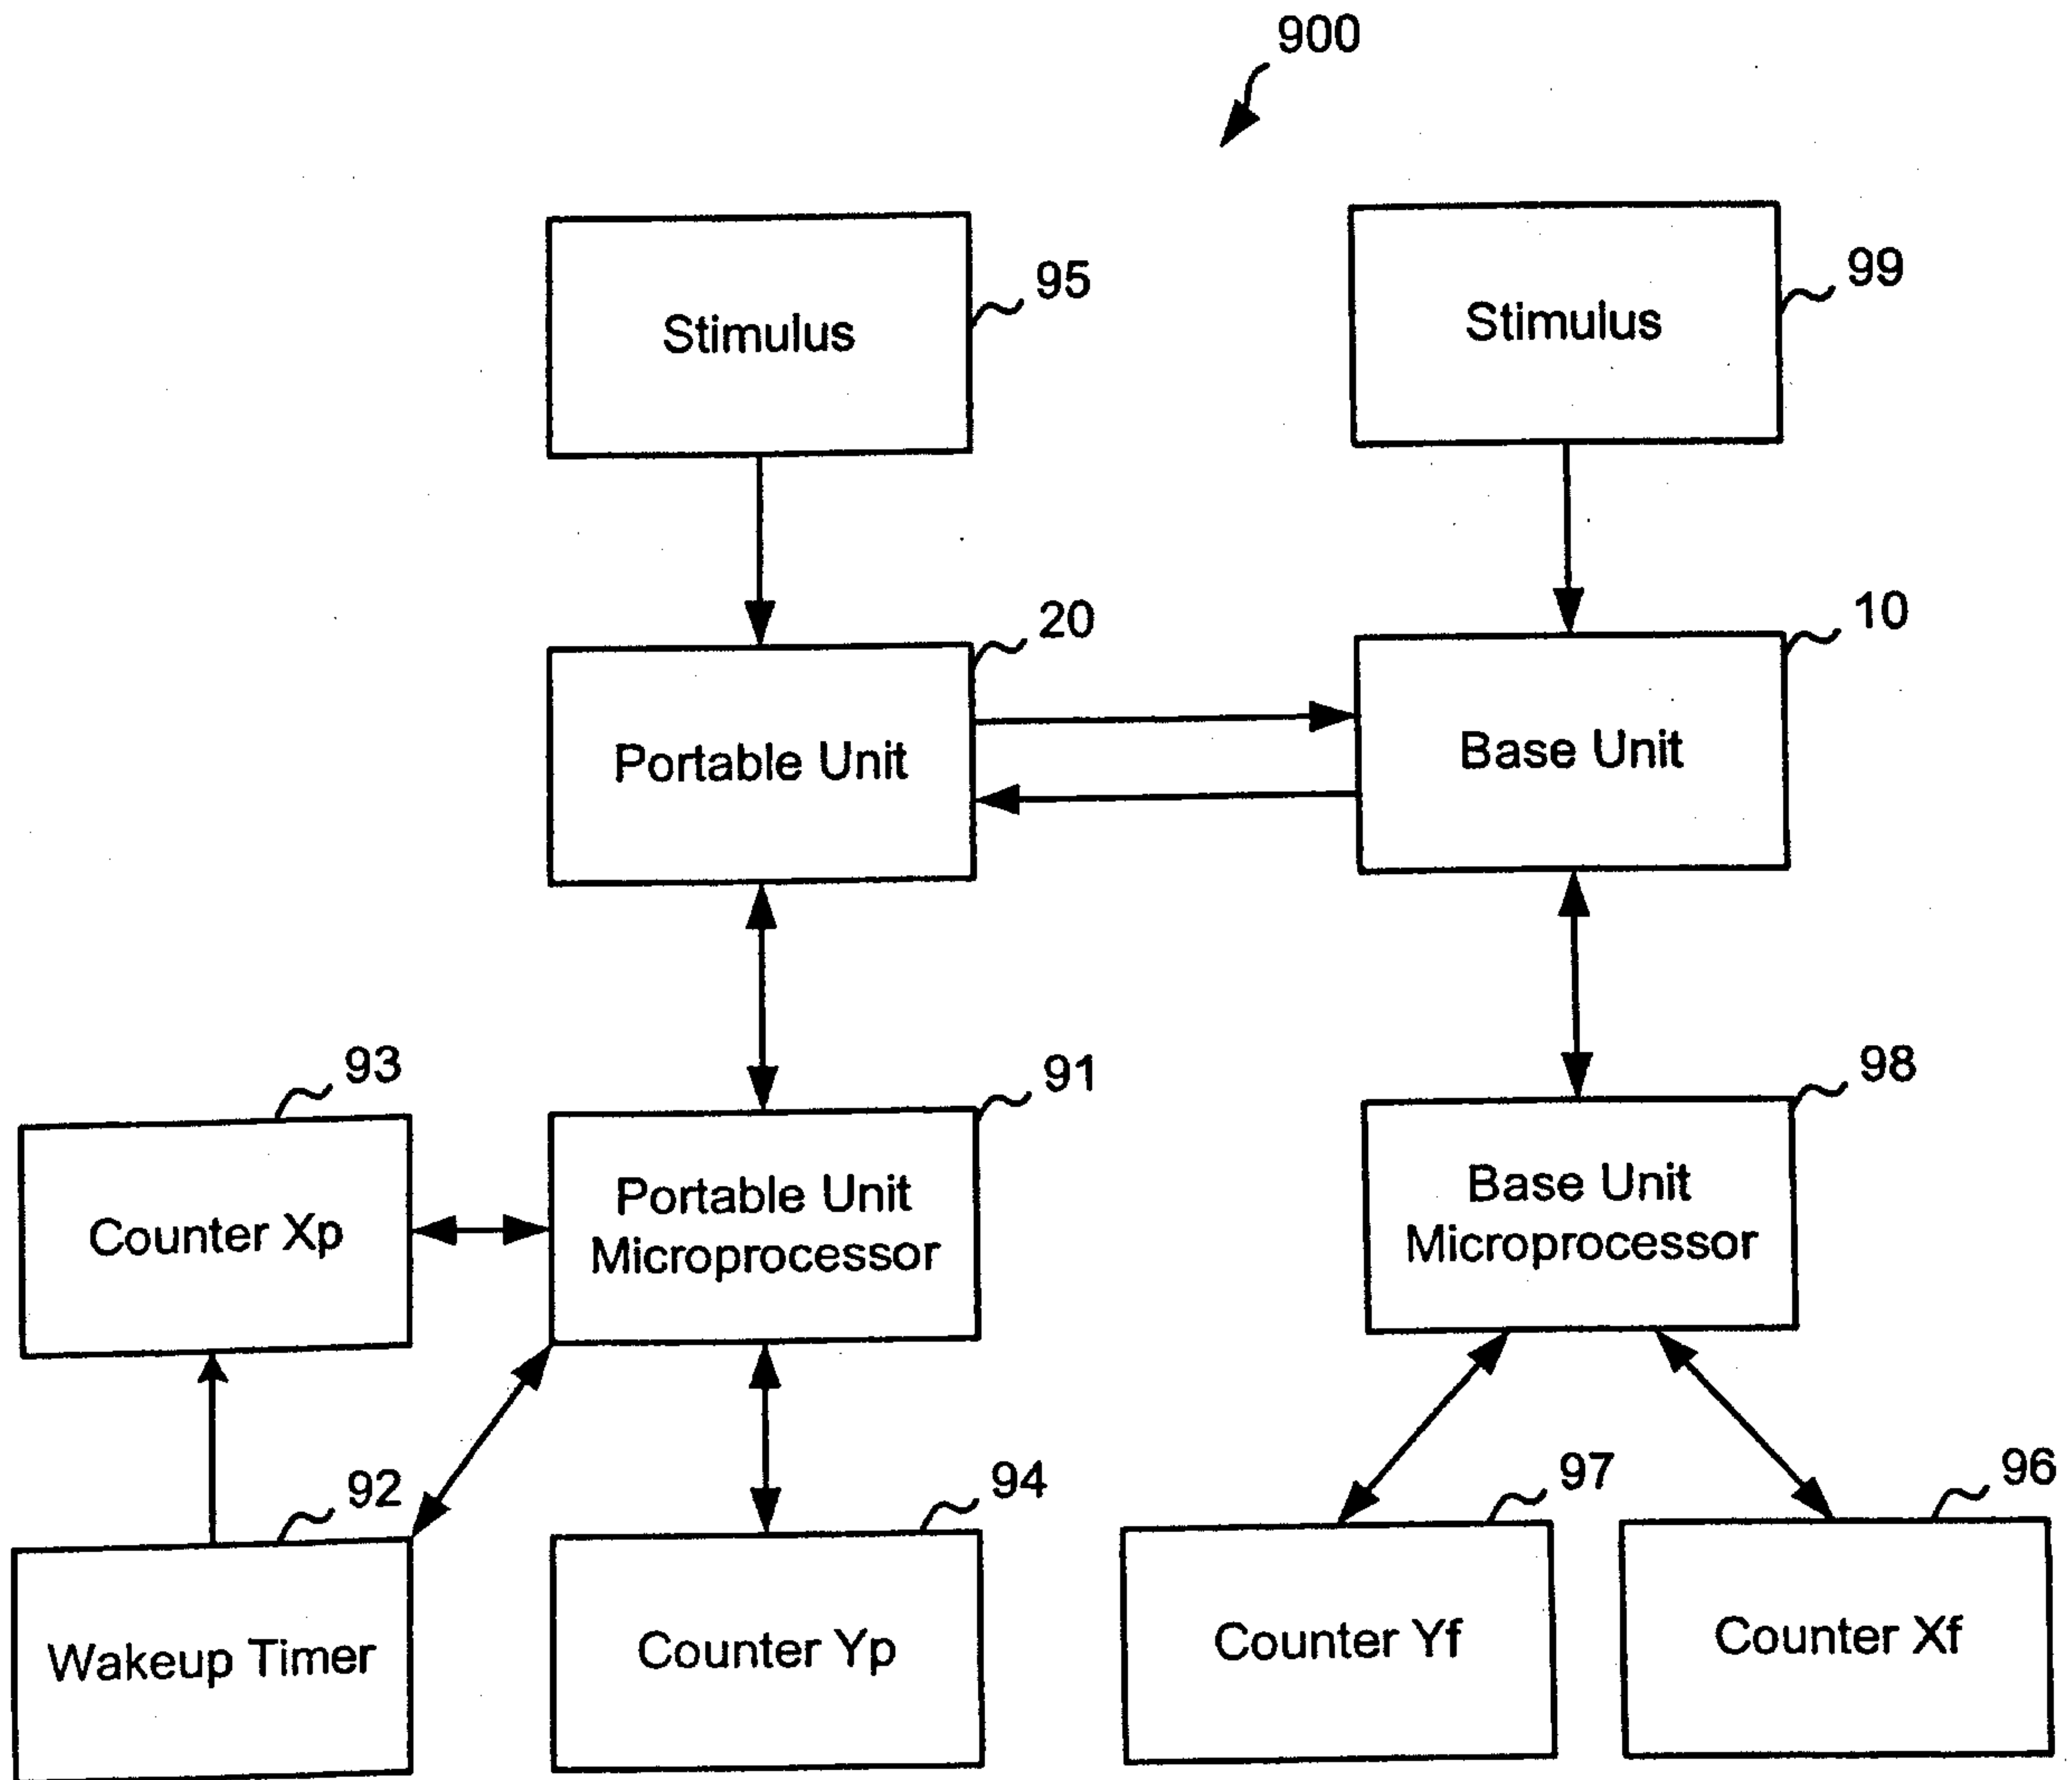 900
95
Stimulus
99
Stimulus
20
Portable Unit
10
Base Unit
93
Counter Xp
91
Portable Unit
Microprocessor
98
Base Unit
Microprocessor
92
Wakeup Timer
94
Counter Yp
97
Counter Yf
96
Counter Xf